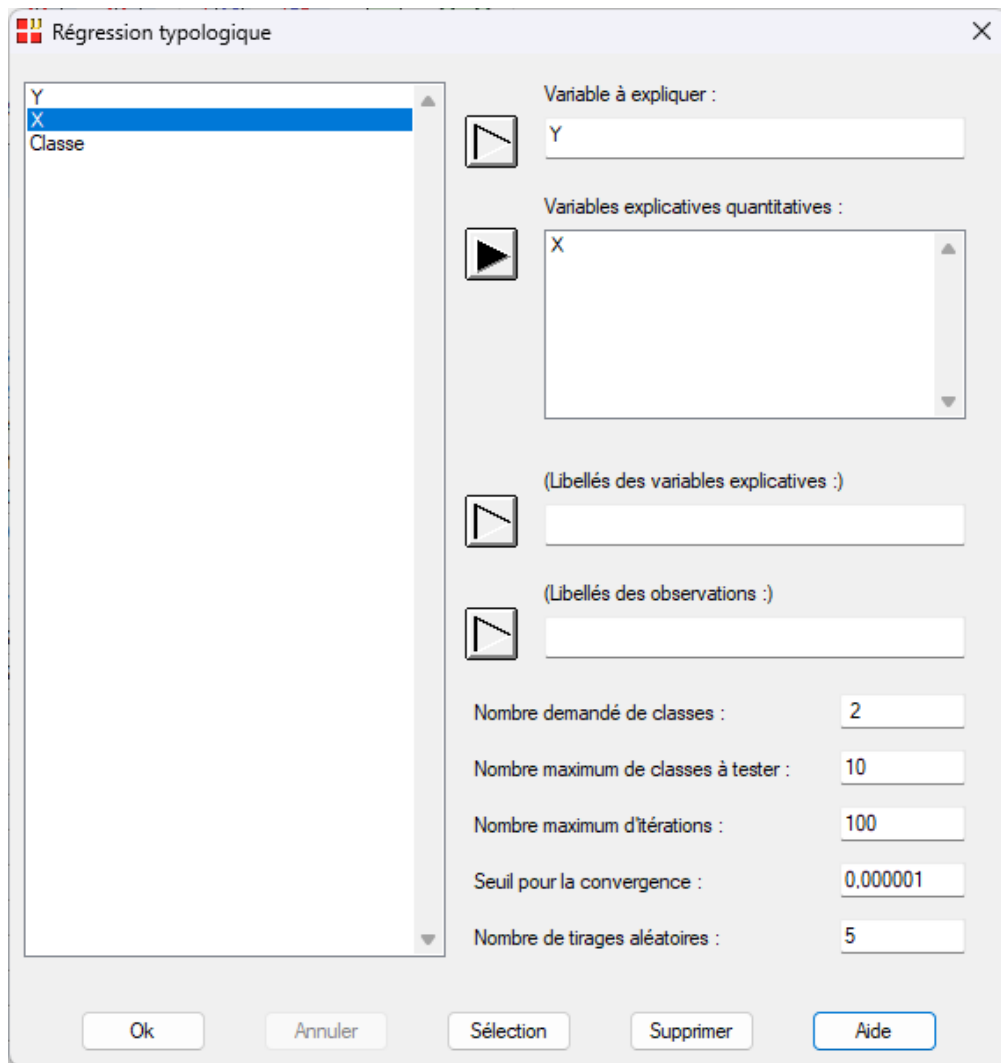 Régression typologique
Y
X
Classe
Variable à expliquer :
Y
Variables explicatives quantitatives :
X
(Libellés des variables explicatives :)
(Libellés des observations :)
Nombre demandé de classes :
2
Nombre maximum de classes à tester :
10
Nombre maximum d'itérations :
100
Seuil pour la convergence :
0,000001
Nombre de tirages aléatoires :
5
Ok
Annuler
Sélection
Supprimer
Aide